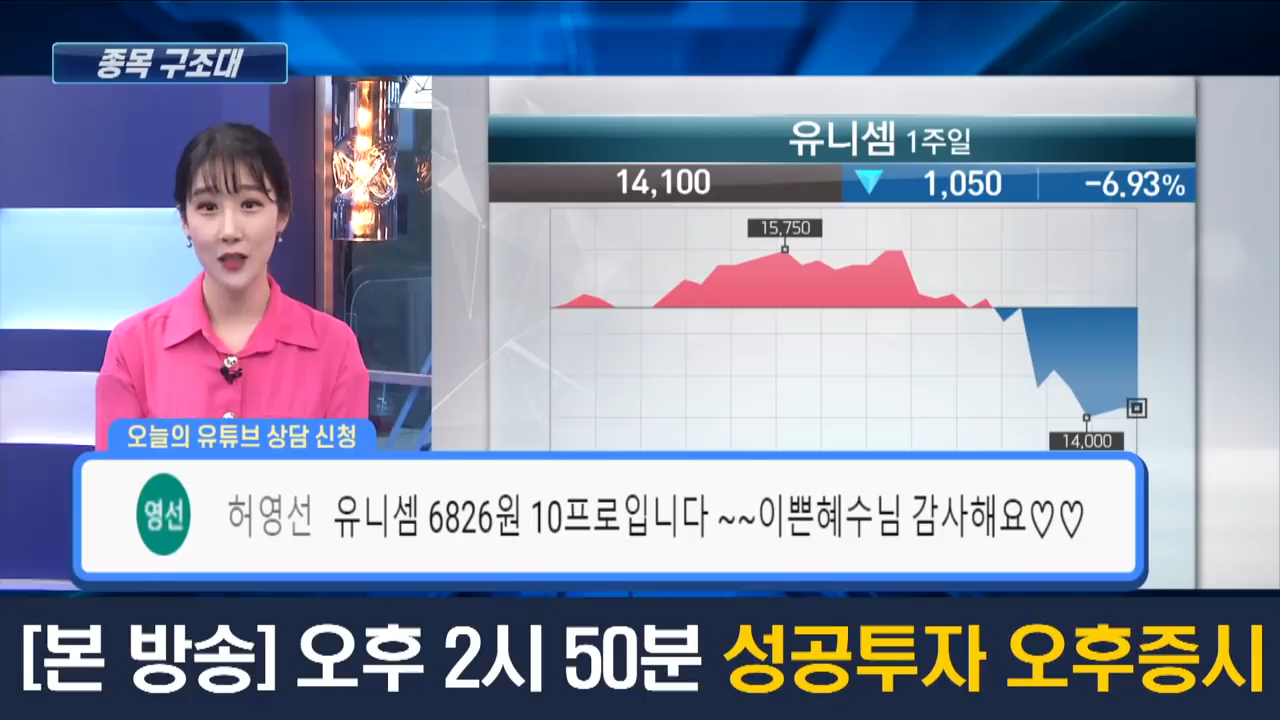 종목 구조대
유니셈 1주일
14,100 ▼ 1,050 -6.93%
15,750
14,000
오늘의 유튜브 상담 신청
영선 허영선 유니셈 6826원 10프로입니다 ~~이쁜혜수님 감사해요♡♡
[본 방송] 오후 2시 50분 성공투자 오후증시